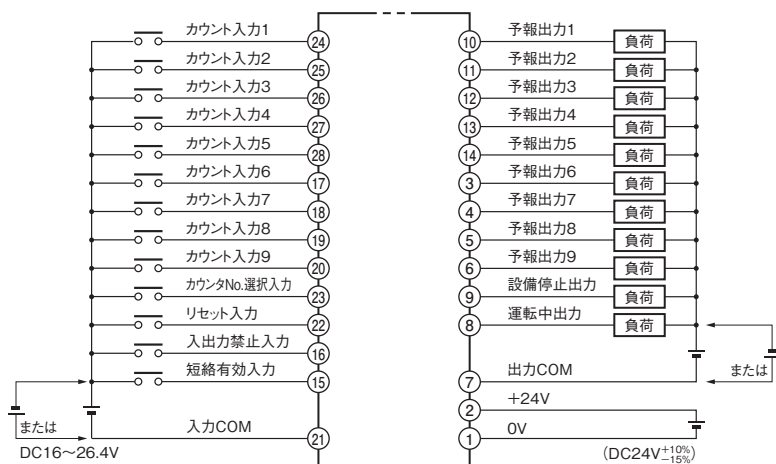 カウント入力1
24
カウント入力2
25
カウント入力3
26
カウント入力4
27
カウント入力5
28
カウント入力6
17
カウント入力7
18
カウント入力8
19
カウント入力9
20
カウンタNo.選択入力
23
リセット入力
22
入出力禁止入力
16
短絡有効入力
15
または
入力COM
21
DC16～26.4V
10
予報出力1
負荷
11
予報出力2
負荷
12
予報出力3
負荷
13
予報出力4
負荷
14
予報出力5
負荷
3
予報出力6
負荷
4
予報出力7
負荷
5
予報出力8
負荷
6
予報出力9
負荷
9
設備停止出力
負荷
8
運転中出力
負荷
7
出力COM
または
2
+24V
1
0V
(DC24V+10%
−15%)